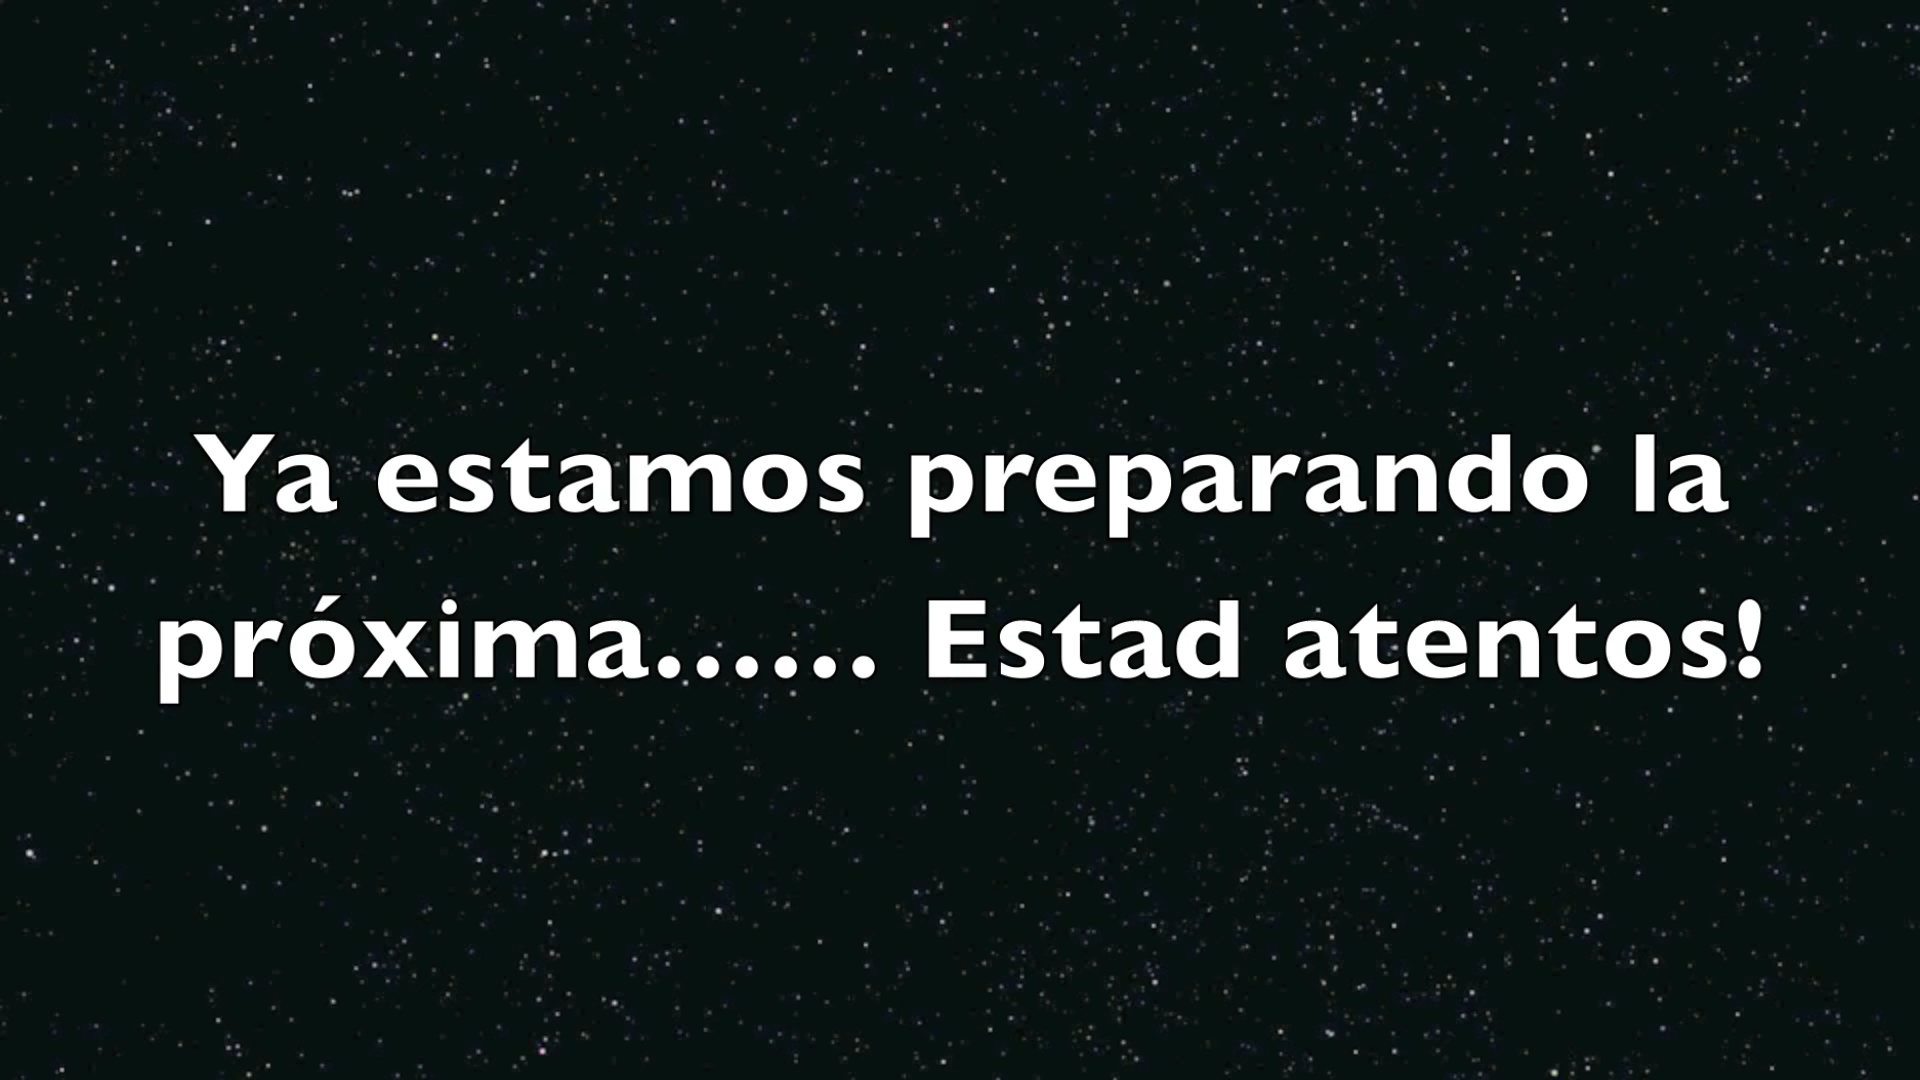 Ya estamos preparando la
próxima...... Estad atentos!